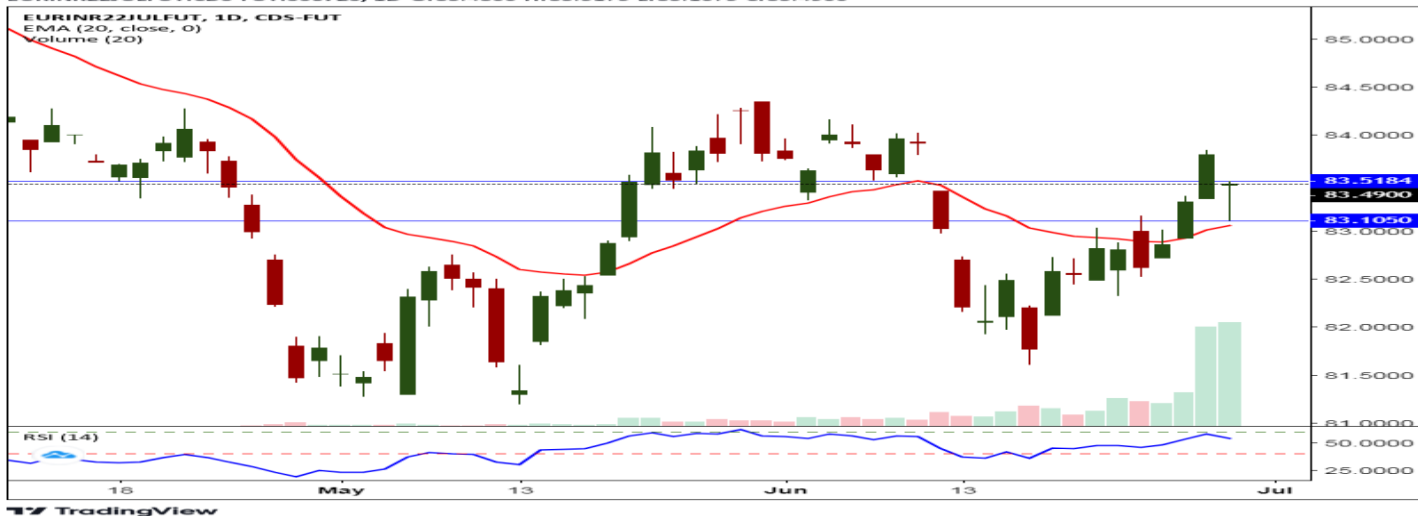 EURINR22JULFUT, 1D, CDS-FUT
EMA (20, close, 0)
Volume (20)
85.0000
84.5000
84.0000
83.5184
83.4900
83.1050
83.0000
82.5000
82.0000
81.5000
81.0000
RSI (14)
50.0000
25.0000
18 May 13 Jun 13 Jul
TradingView